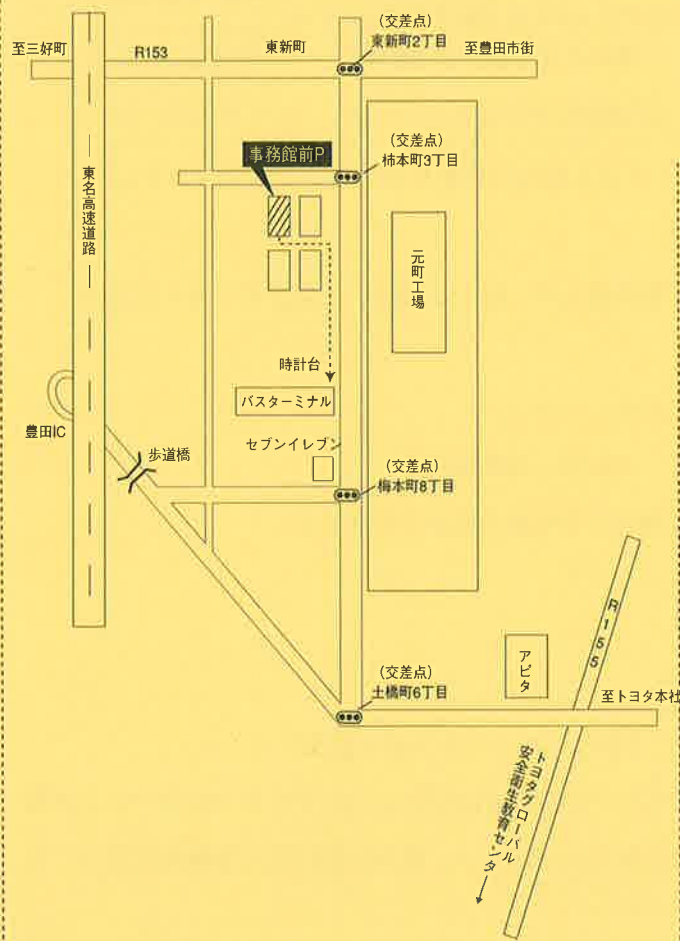 (交差点)
東新町2丁目
至三好町
R153
東新町
至豊田市街
事務館前P
(交差点)
柿本町3丁目
東名高速道路
元町工場
時計台
バスターミナル
豊田IC
歩道橋
セブンイレブン
(交差点)
梅本町8丁目
R155
アピタ
(交差点)
土橋町6丁目
至トヨタ本社
トヨタグローバル
安全衛生教育センター